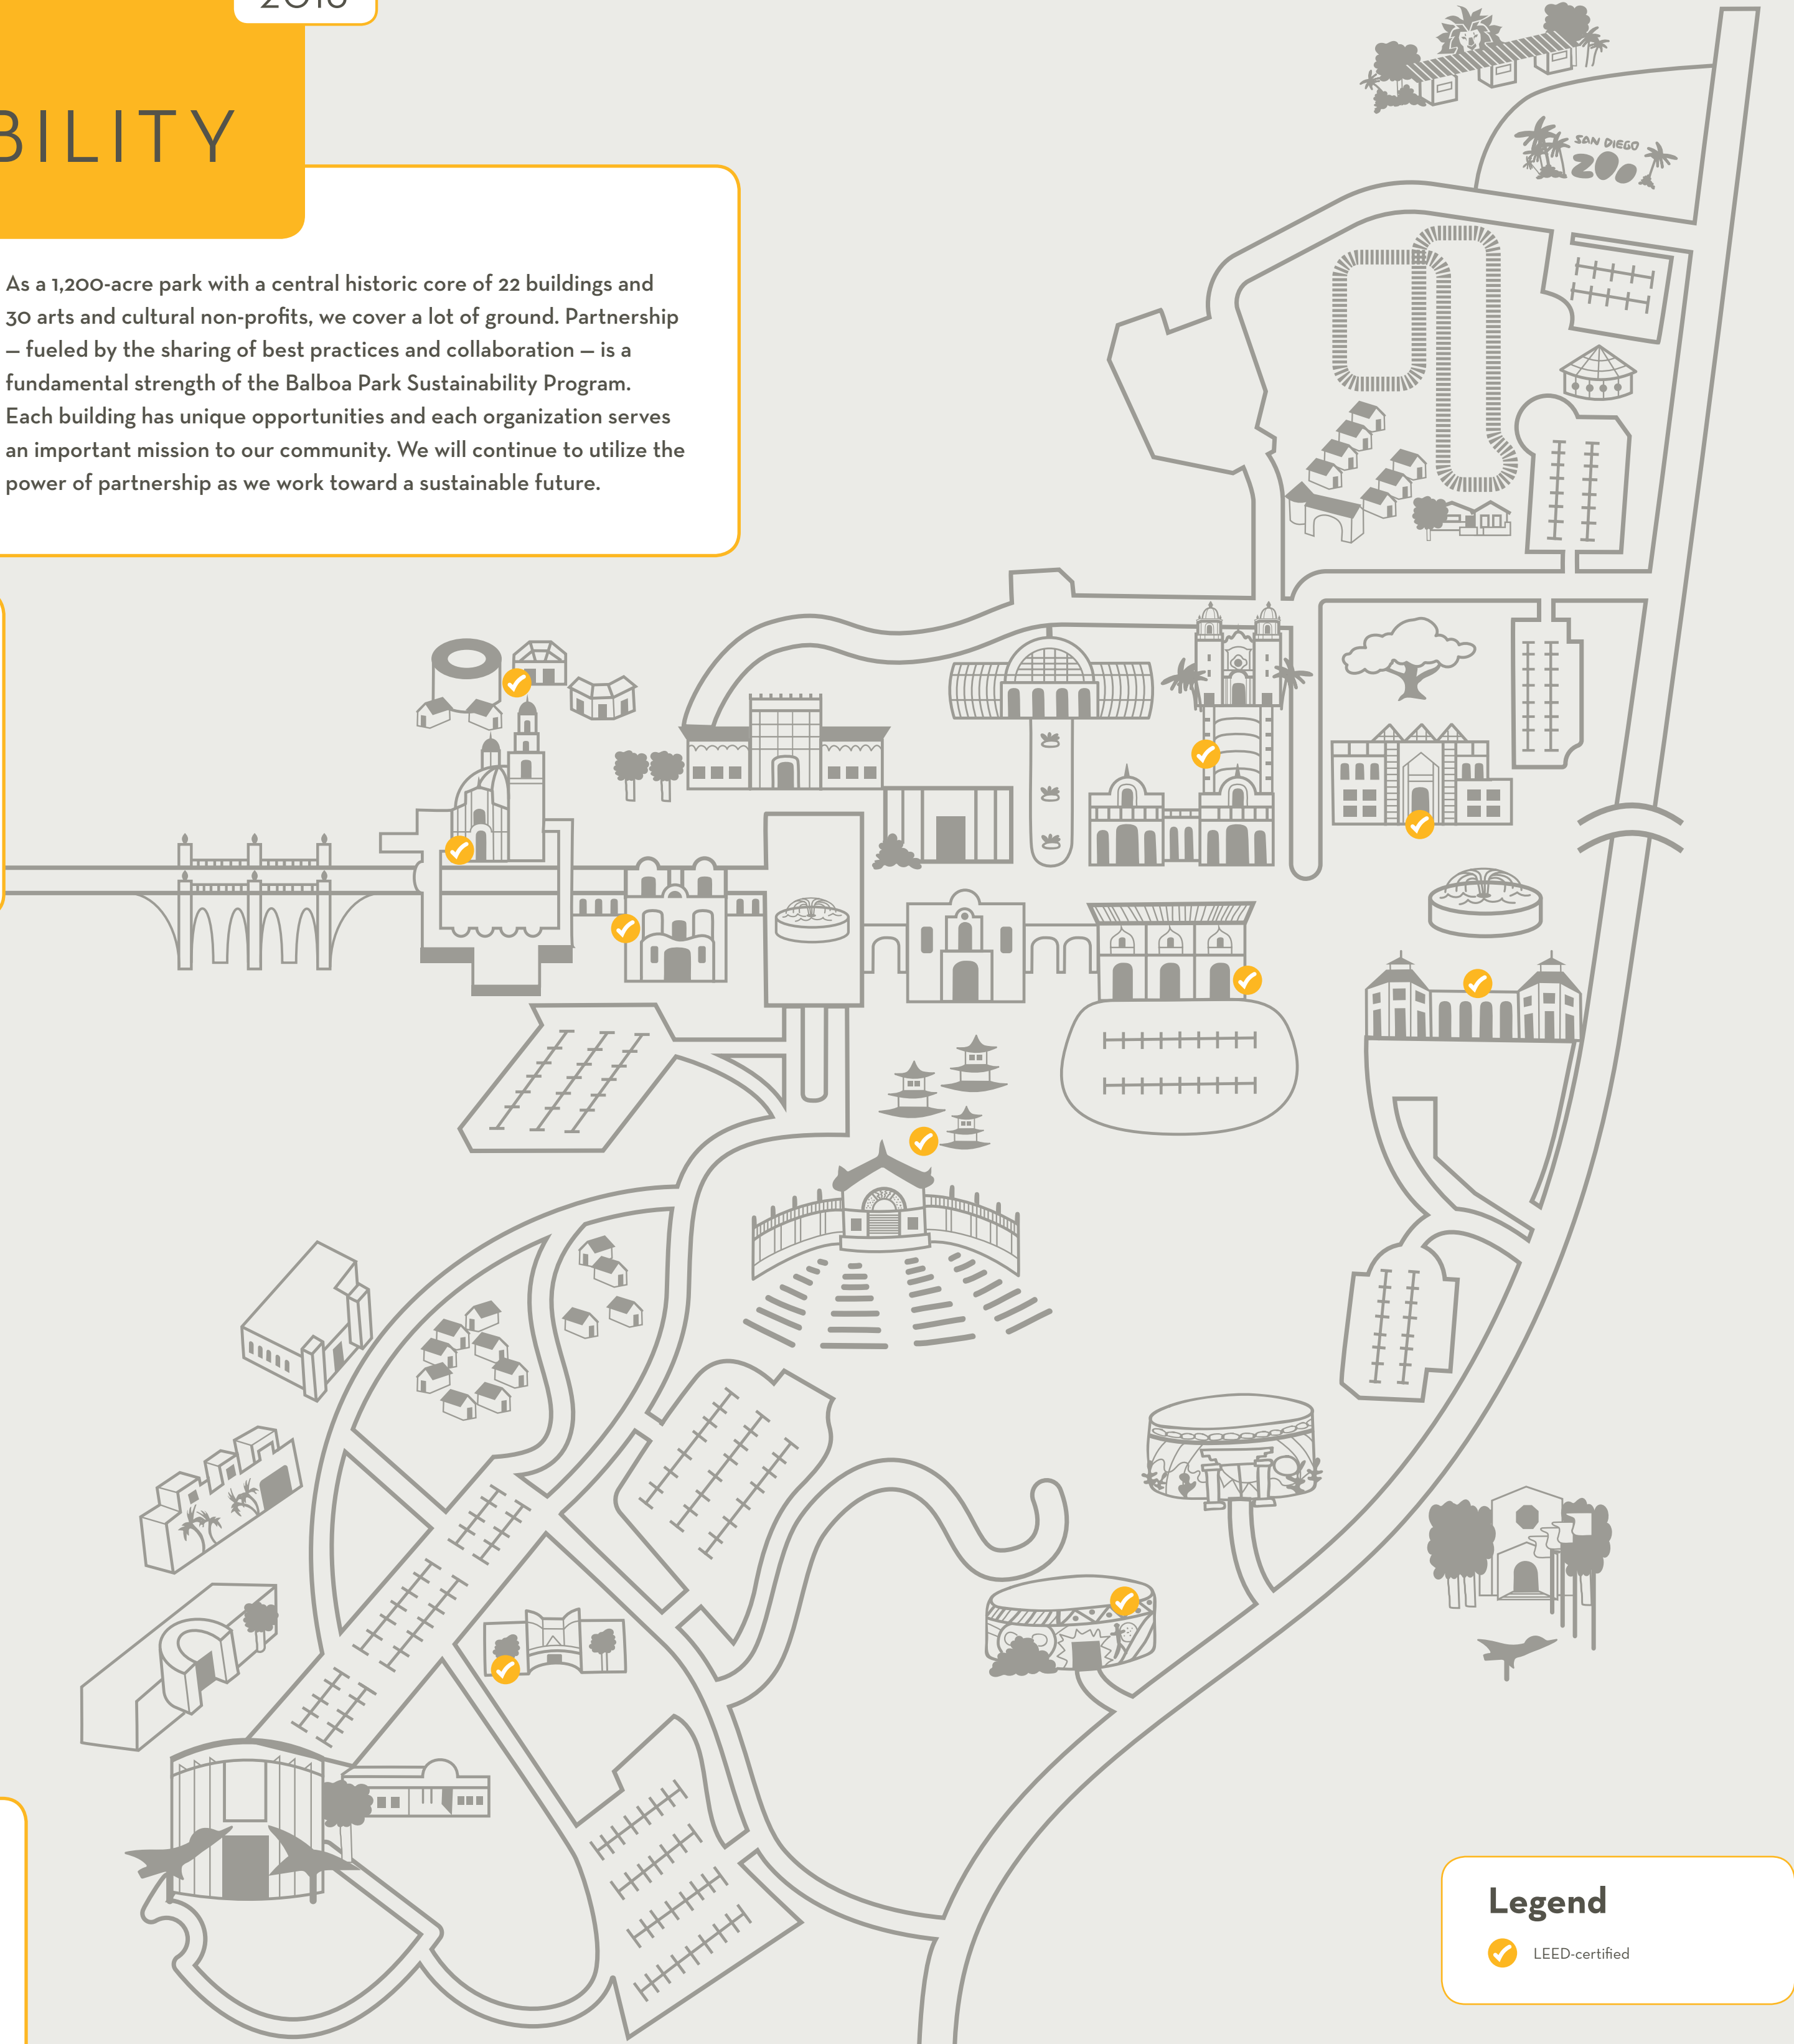 BILITY
As a 1,200-acre park with a central historic core of 22 buildings and
30 arts and cultural non-profits, we cover a lot of ground. Partnership
— fueled by the sharing of best practices and collaboration — is a
fundamental strength of the Balboa Park Sustainability Program.
Each building has unique opportunities and each organization serves
an important mission to our community. We will continue to utilize the
power of partnership as we work toward a sustainable future.
SAN DIEGO
ZOO
Legend
LEED-certified